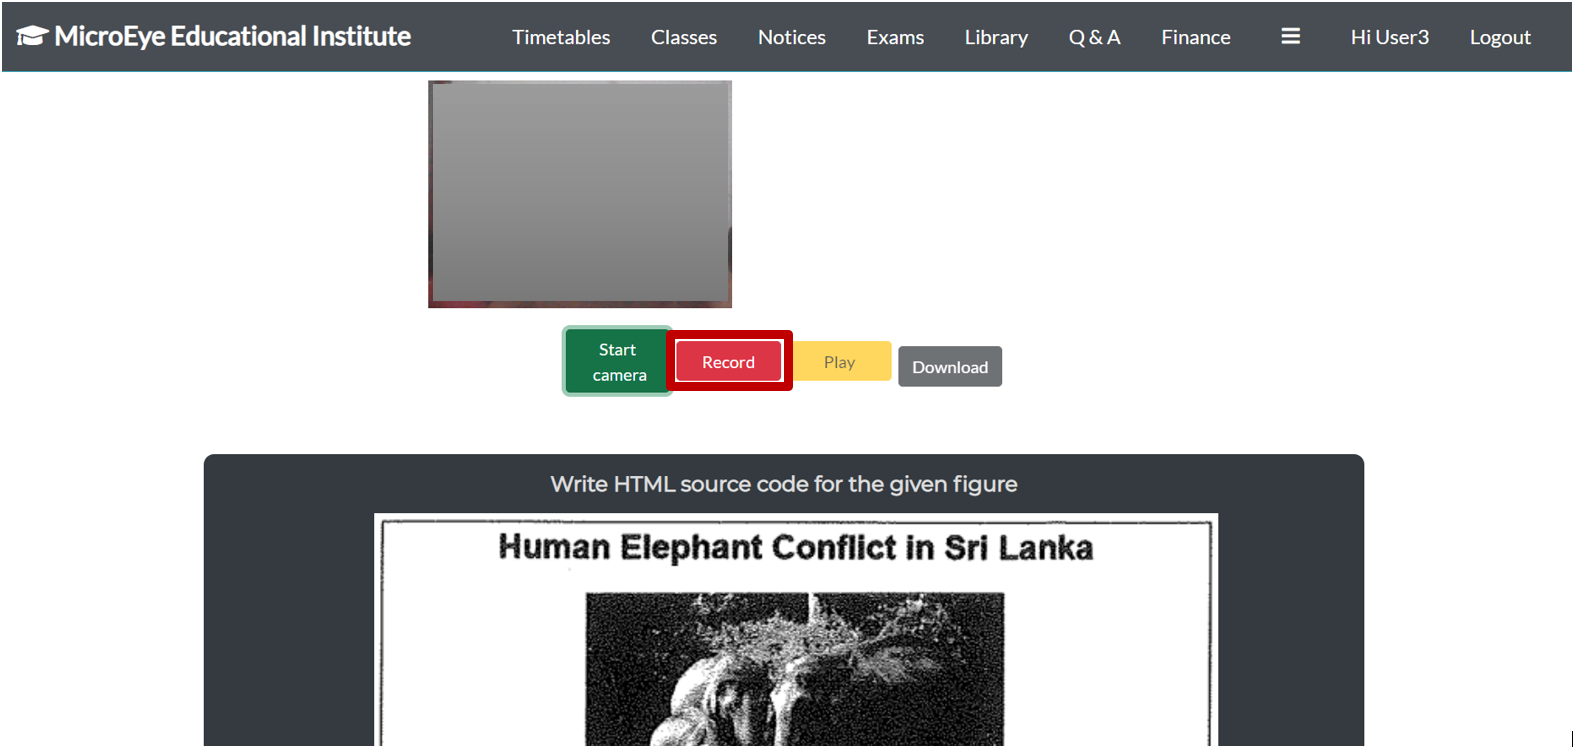 MicroEye Educational Institute Timetables Classes Notices Exams Library Q & A Finance Hi User3 Logout
Start camera Record Play Download
Write HTML source code for the given figure
Human Elephant Conflict in Sri Lanka